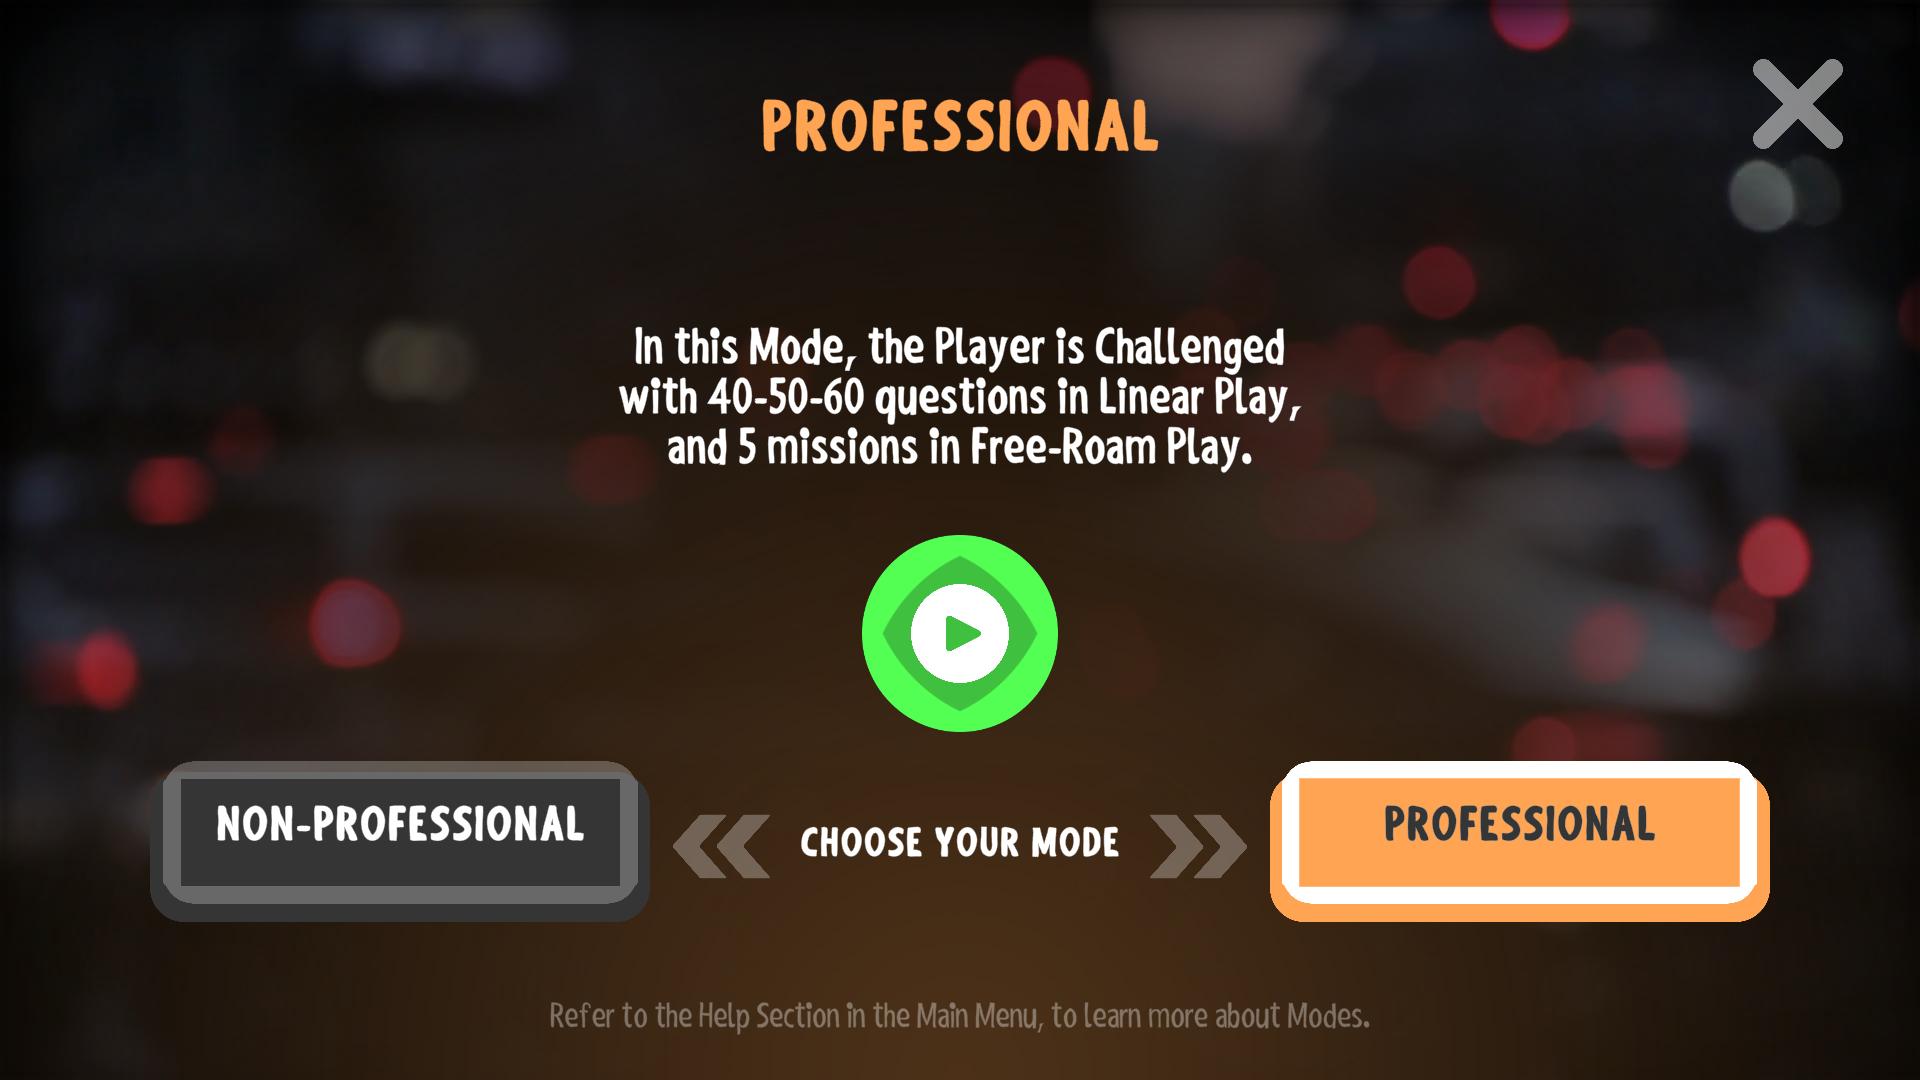 PROFESSIONAL
In this Mode, the Player is Challenged
with 40-50-60 questions in Linear Play,
and 5 missions in Free-Roam Play.
NON-PROFESSIONAL
CHOOSE YOUR MODE
PROFESSIONAL
Refer to the Help Section in the Main Menu, to learn more about Modes.